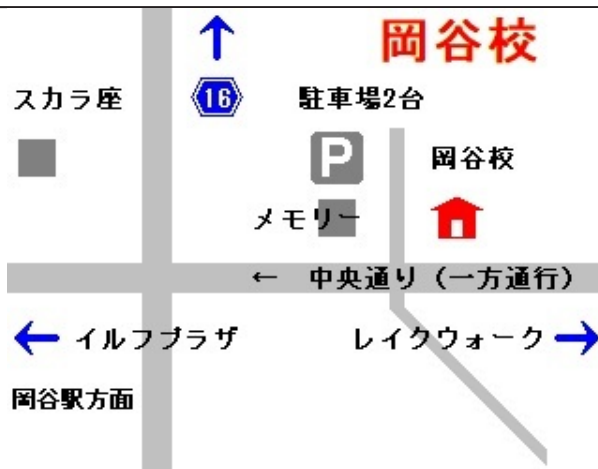 岡谷校
16
スカラ座
駐車場2台
P
岡谷校
メモリー
← 中央通り（一方通行）
イルフプラザ
レイクウォーク
岡谷駅方面